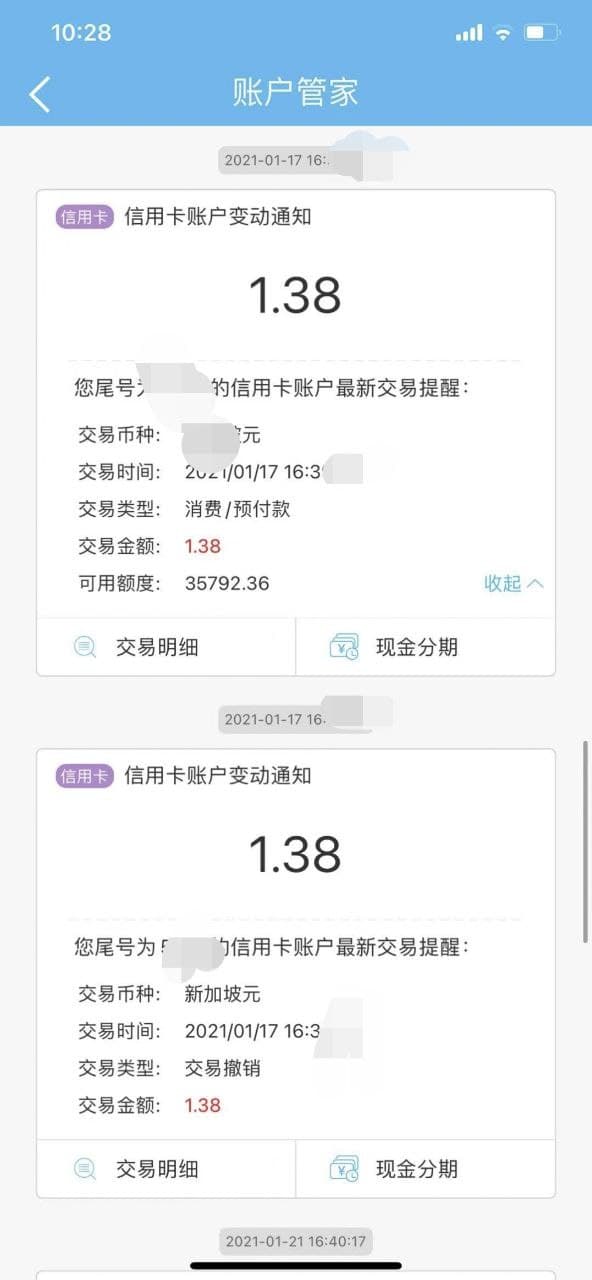 10:28
账户管家
2021-01-17 16:
信用卡 信用卡账户变动通知
1.38
您尾号 的信用卡账户最新交易提醒:
交易币种: 元
交易时间: 2021/01/17 16:3
交易类型: 消费/预付款
交易金额: 1.38
可用额度: 35792.36 收起
交易明细 现金分期
2021-01-17 16
信用卡 信用卡账户变动通知
1.38
您尾号为 的信用卡账户最新交易提醒:
交易币种: 新加坡元
交易时间: 2021/01/17 16:3
交易类型: 交易撤销
交易金额: 1.38
交易明细 现金分期
2021-01-21 16:40:17